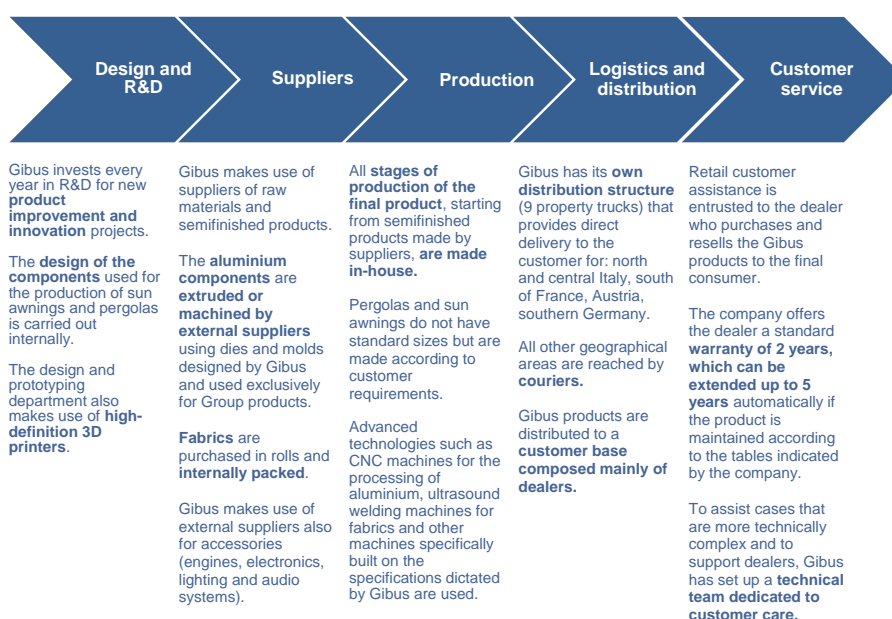 Design and
R&D
Suppliers
Production
Logistics and
distribution
Customer
service
Gibus invests every
year in R&D for new
product
improvement and
innovation projects.
The design of the
components used for
the production of sun
awnings and pergolas
is carried out
internally.
The design and
prototyping
department also
makes use of high-
definition 3D
printers.
Gibus makes use of
suppliers of raw
materials and
semifinished products.
The aluminium
components are
extruded or
machined by
external suppliers
using dies and molds
designed by Gibus
and used exclusively
for Group products.
Fabrics are
purchased in rolls and
internally packed.
Gibus makes use of
external suppliers also
for accessories
(engines, electronics,
lighting and audio
systems).
All stages of
production of the
final product, starting
from semifinished
products made by
suppliers, are made
in-house.
Pergolas and sun
awnings do not have
standard sizes but are
made according to
customer
requirements.
Advanced
technologies such as
CNC machines for the
processing of
aluminium, ultrasound
welding machines for
fabrics and other
machines specifically
built on the
specifications dictated
by Gibus are used.
Gibus has its own
distribution structure
(9 property trucks) that
provides direct
delivery to the
customer for: north
and central Italy, south
of France, Austria,
southern Germany.
All other geographical
areas are reached by
couriers.
Gibus products are
distributed to a
customer base
composed mainly of
dealers.
Retail customer
assistance is
entrusted to the dealer
who purchases and
resells the Gibus
products to the final
consumer.
The company offers
the dealer a standard
warranty of 2 years,
which can be
extended up to 5
years automatically if
the product is
maintained according
to the tables indicated
by the company.
To assist cases that
are more technically
complex and to
support dealers, Gibus
has set up a technical
team dedicated to
customer care.